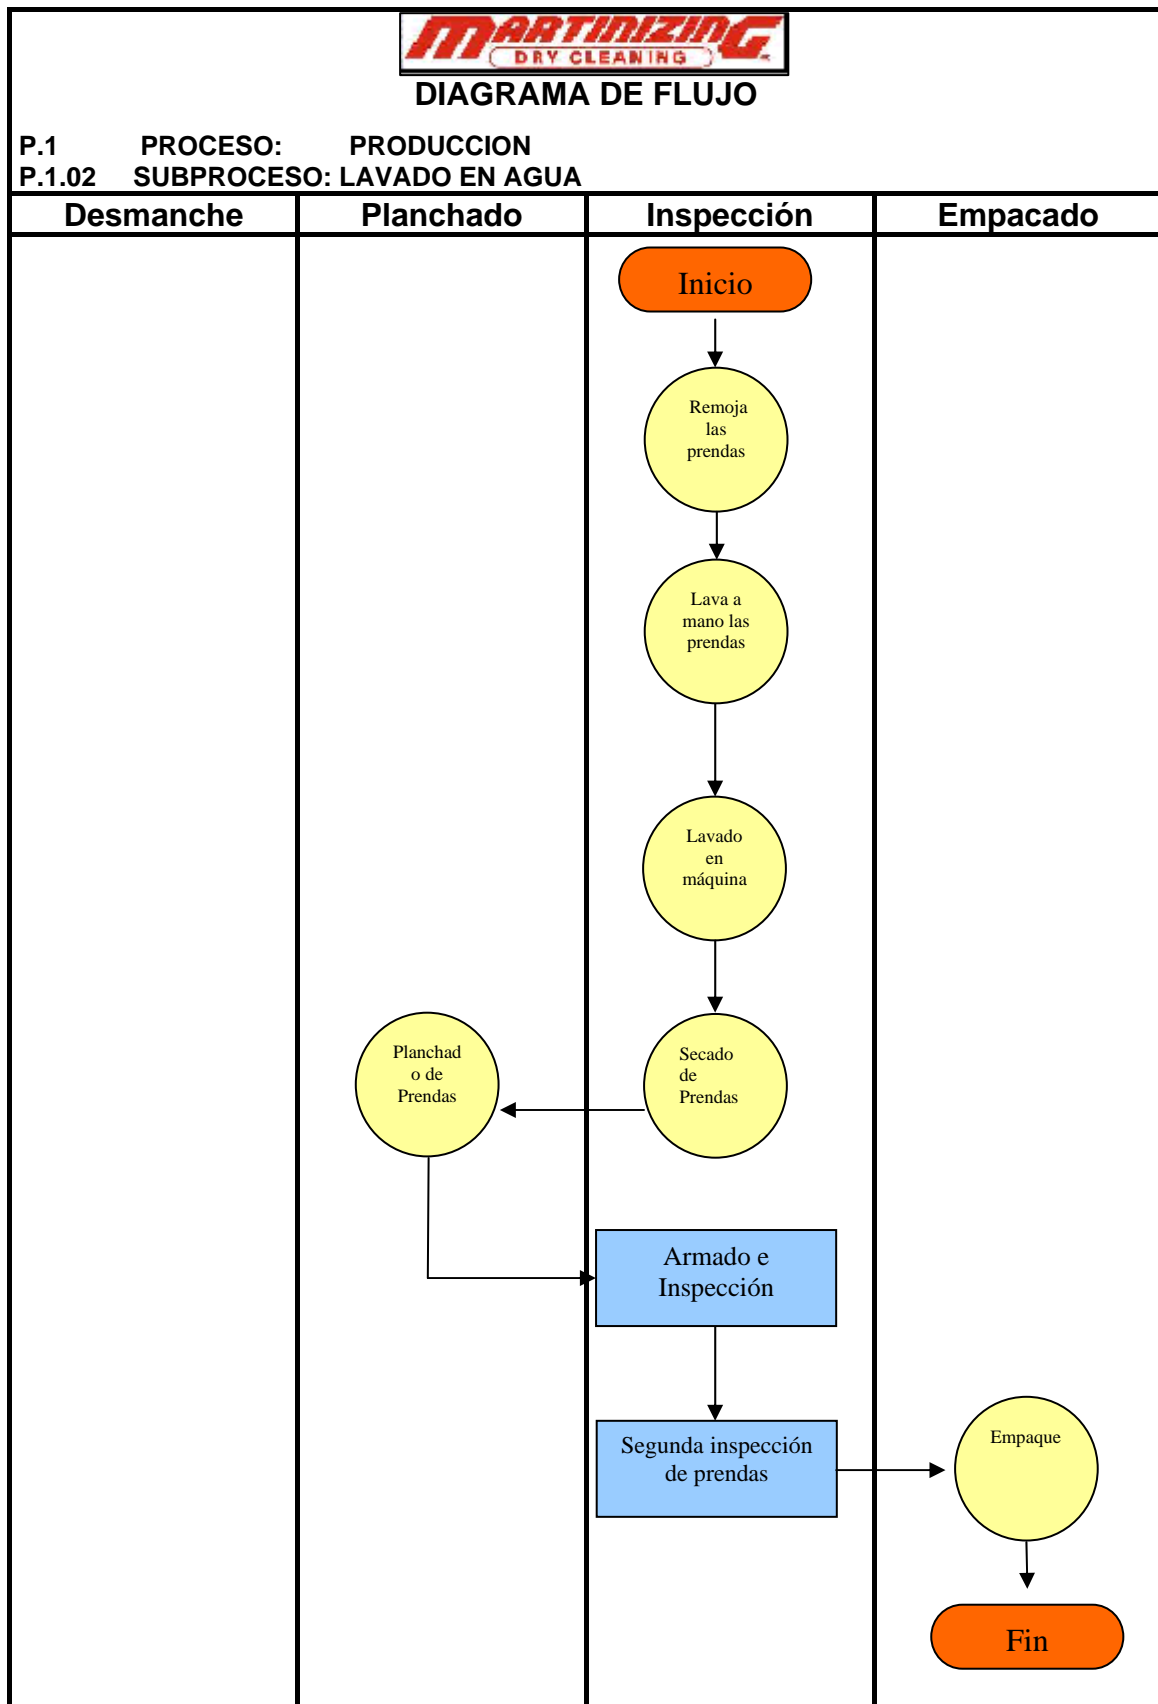 MARTINIZING
DRY CLEANING
DIAGRAMA DE FLUJO
P.1 PROCESO: PRODUCCION
P.1.02 SUBPROCESO: LAVADO EN AGUA
Desmanche Planchado Inspección Empacado
Inicio
Remoja
las
prendas
Lava a
mano las
prendas
Lavado
en
máquina
Secado
de
Prendas
Planchad
o de
Prendas
Armado e
Inspección
Segunda inspección
de prendas
Empaque
Fin